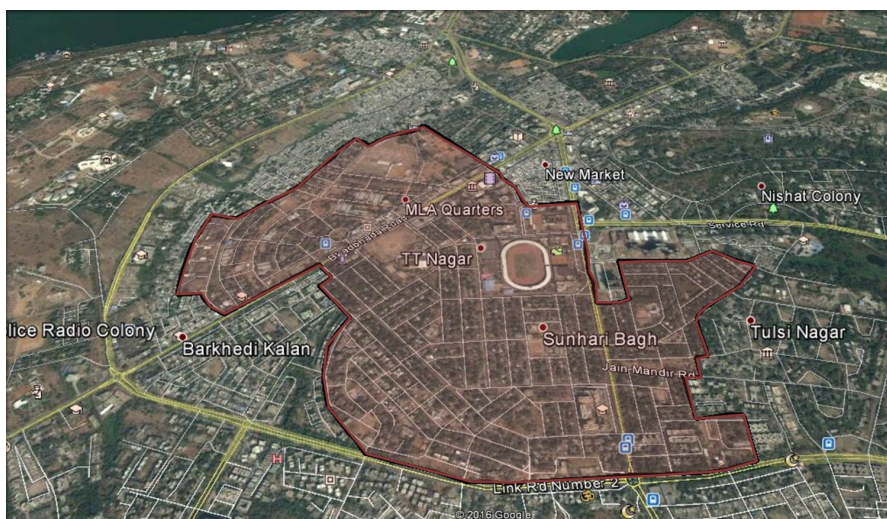 New Market
Nishat Colony
MLA Quarters
Service Rd
TT Nagar
lice Radio Colony
Barkhedi Kalan
Sunhari Bagh
Tulsi Nagar
Jain Mandir Rd
Link Rd Number 2
© 2016 Google